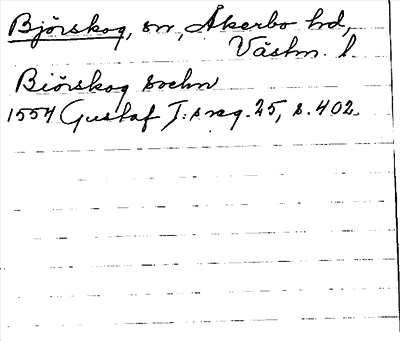 Björskog, sn, Åkerbo hd,
Västm. l.
Biörskog sochn
1554 Gustaf I:s reg. 25, s. 402.